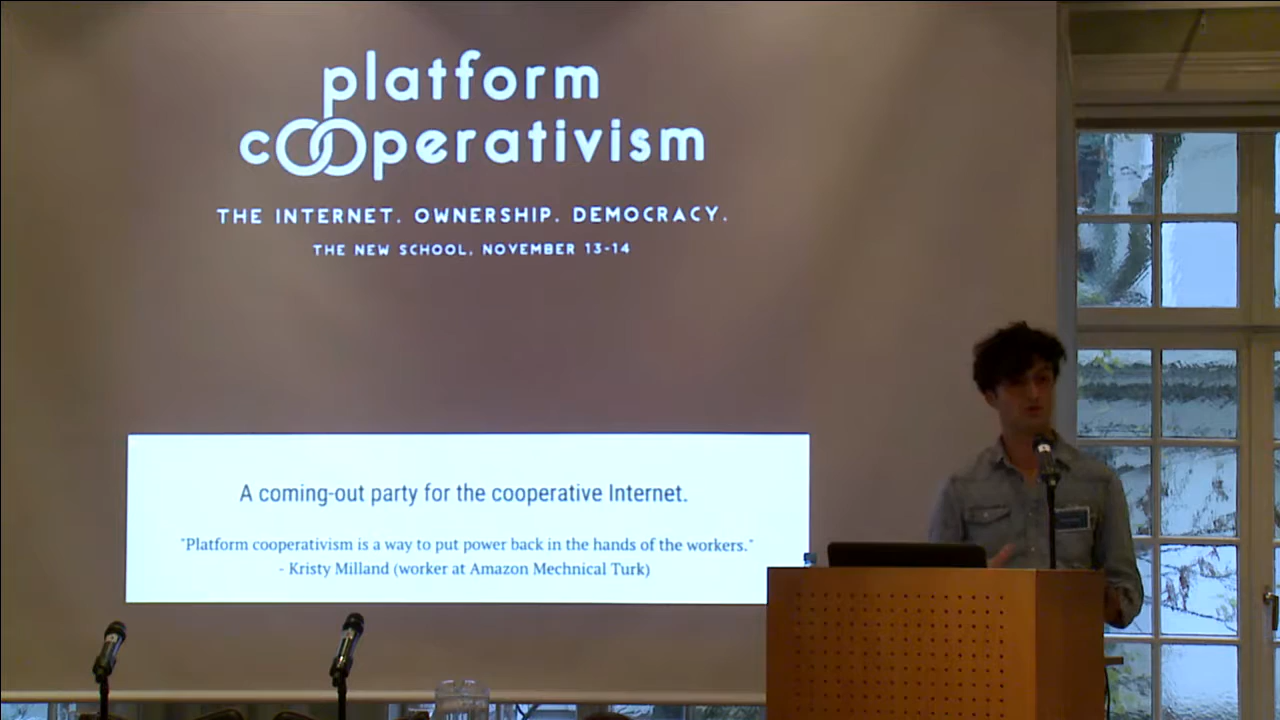 platform
cooperativism
THE INTERNET. OWNERSHIP. DEMOCRACY.
THE NEW SCHOOL, NOVEMBER 13-14
A coming-out party for the cooperative Internet.
"Platform cooperativism is a way to put power back in the hands of the workers."
- Kristy Milland (worker at Amazon Mechnical Turk)